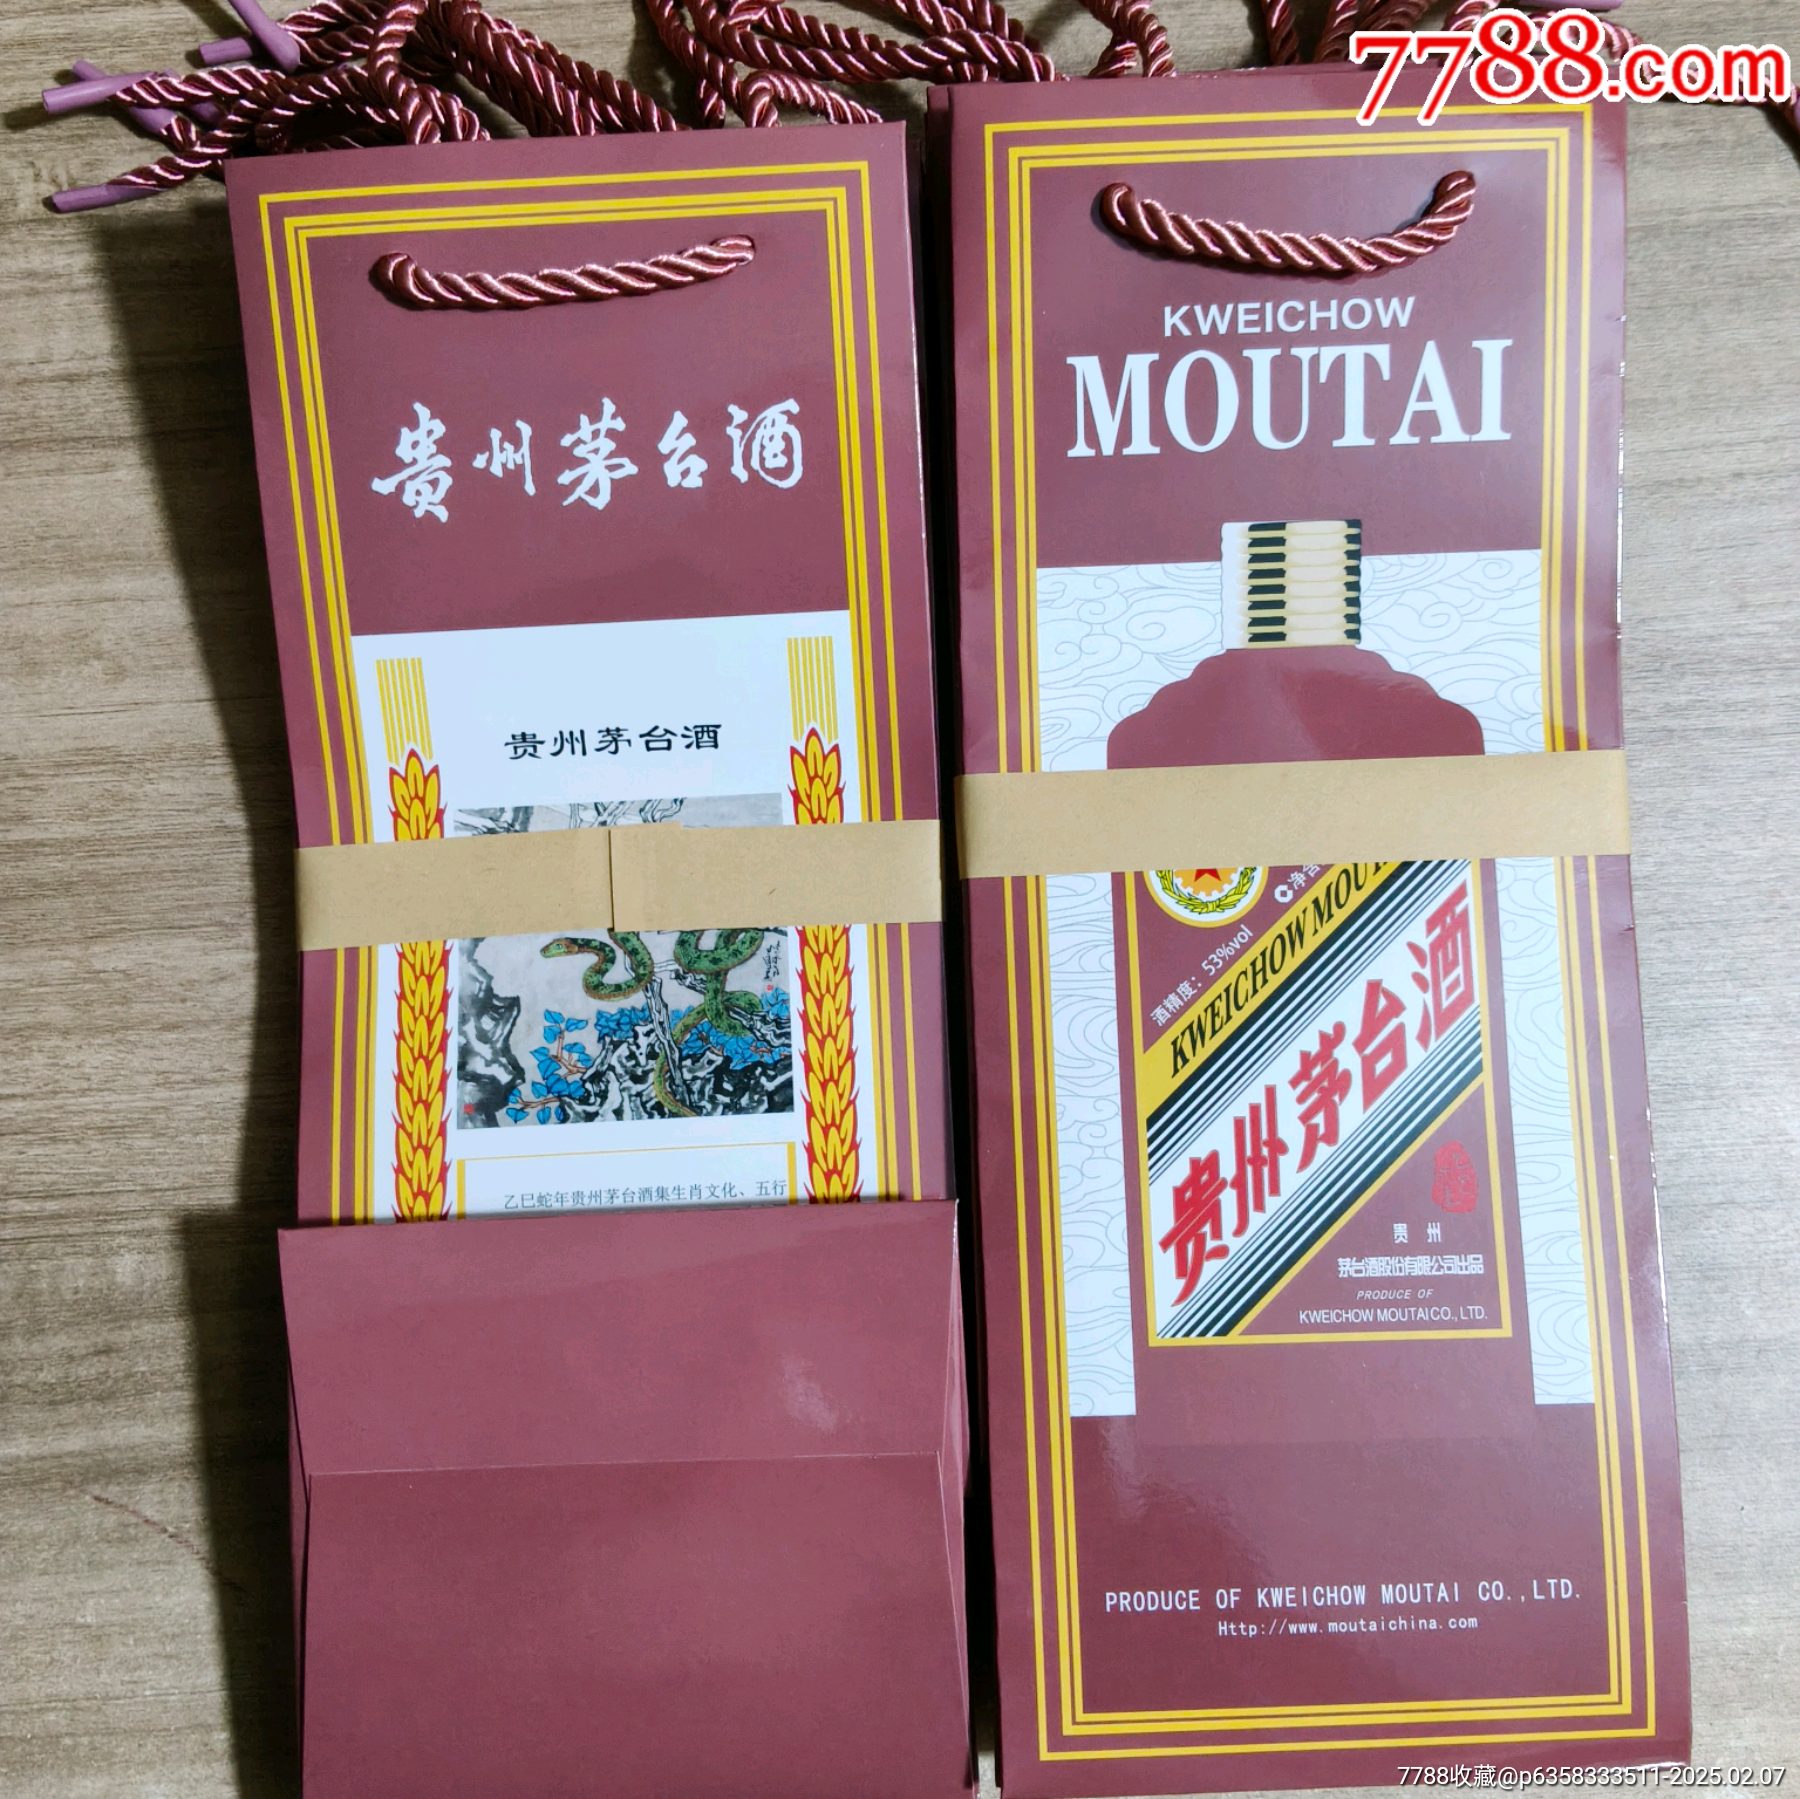 7788.com
贵州茅台酒
贵州茅台酒
乙巳蛇年贵州茅台酒集生肖文化、五行
KWEICHOW
MOUTAI
净含
酒精度：53%vol
KWEICHOW MOUT
贵州茅台酒
贵 州
茅台酒股份有限公司出品
PRODUCE OF
KWEICHOW MOUTAI CO., LTD.
PRODUCE OF KWEICHOW MOUTAI CO.,LTD.
Http://www.moutaichina.com
7788收藏@p6358333511-2025.02.07